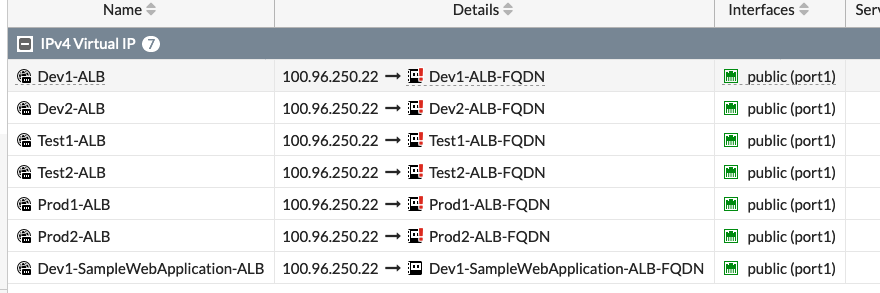 Name Details Interfaces Serv
IPv4 Virtual IP 7
Dev1-ALB 100.96.250.22 → Dev1-ALB-FQDN public (port1)
Dev2-ALB 100.96.250.22 → Dev2-ALB-FQDN public (port1)
Test1-ALB 100.96.250.22 → Test1-ALB-FQDN public (port1)
Test2-ALB 100.96.250.22 → Test2-ALB-FQDN public (port1)
Prod1-ALB 100.96.250.22 → Prod1-ALB-FQDN public (port1)
Prod2-ALB 100.96.250.22 → Prod2-ALB-FQDN public (port1)
Dev1-SampleWebApplication-ALB 100.96.250.22 → Dev1-SampleWebApplication-ALB-FQDN public (port1)